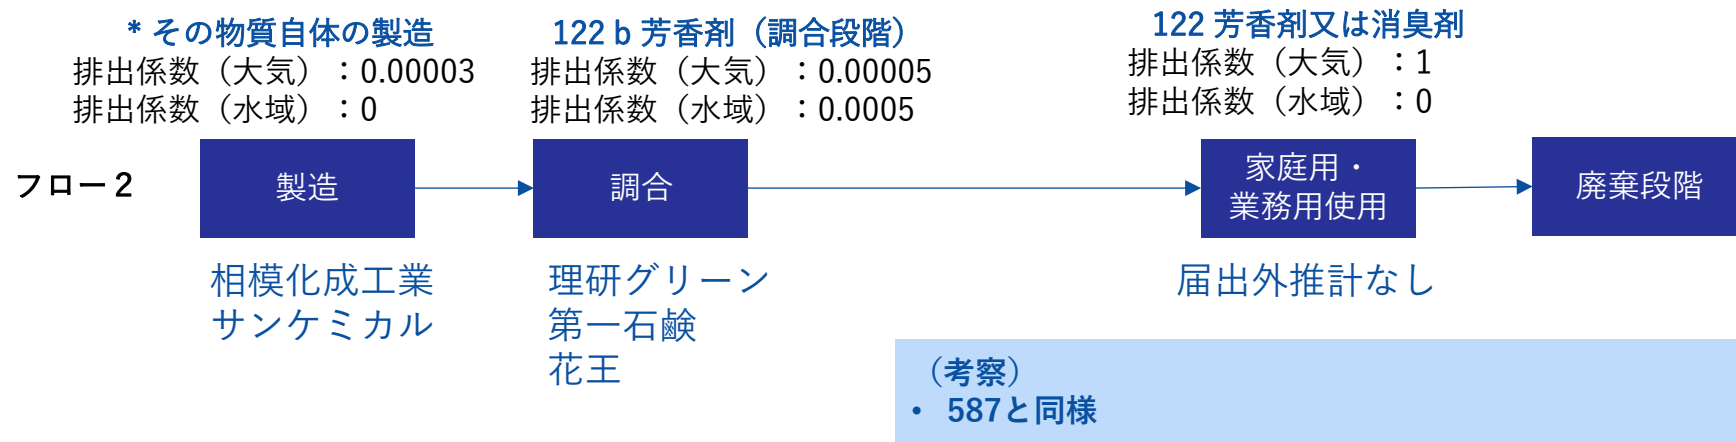 * その物質自体の製造
排出係数（大気）：0.00003
排出係数（水域）：0
122 b 芳香剤（調合段階）
排出係数（大気）：0.00005
排出係数（水域）：0.0005
122 芳香剤又は消臭剤
排出係数（大気）：1
排出係数（水域）：0
フロー２
製造
調合
家庭用・
業務用使用
廃棄段階
相模化成工業
サンケミカル
理研グリーン
第一石鹸
花王
届出外推計なし
（考察）
• 587と同様